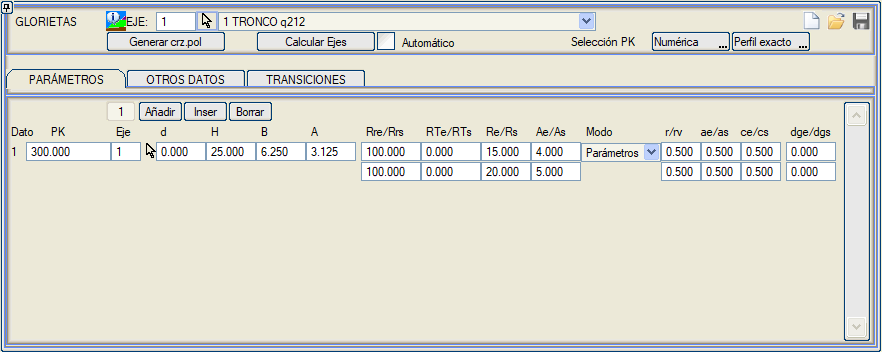 GLORIETAS EJE: 1 1 TRONCO q212
Generar crz.pol Calcular Ejes Automático Selección PK Numérica ... Perfil exacto ...
PARÁMETROS OTROS DATOS TRANSICIONES
1 Añadir Inser Borrar
Dato PK Eje d H B A Rre/Rrs RTe/RTs Re/Rs Ae/As Modo r/rv ae/as ce/cs dge/dgs
1 300.000 1 0.000 25.000 6.250 3.125 100.000 0.000 15.000 4.000 Parámetros 0.500 0.500 0.500 0.000
100.000 0.000 20.000 5.000 0.500 0.500 0.500 0.000